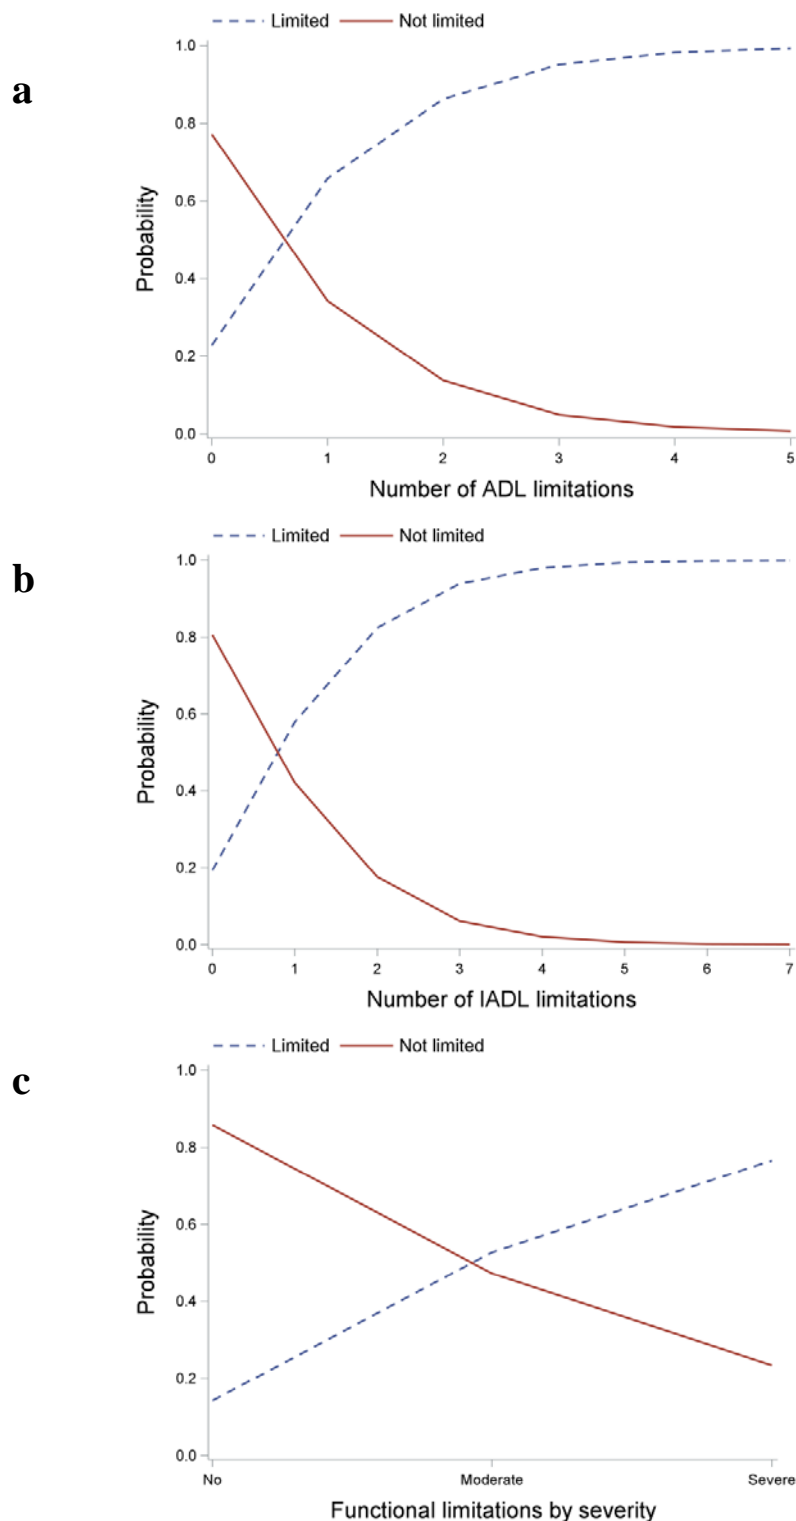 Limited Not limited
a
1.0
0.8
0.6
0.4
0.2
0.0
Probability
0 1 2 3 4 5
Number of ADL limitations
Limited Not limited
b
1.0
0.8
0.6
0.4
0.2
0.0
Probability
0 1 2 3 4 5 6 7
Number of IADL limitations
Limited Not limited
c
1.0
0.8
0.6
0.4
0.2
0.0
Probability
No Moderate Severe
Functional limitations by severity